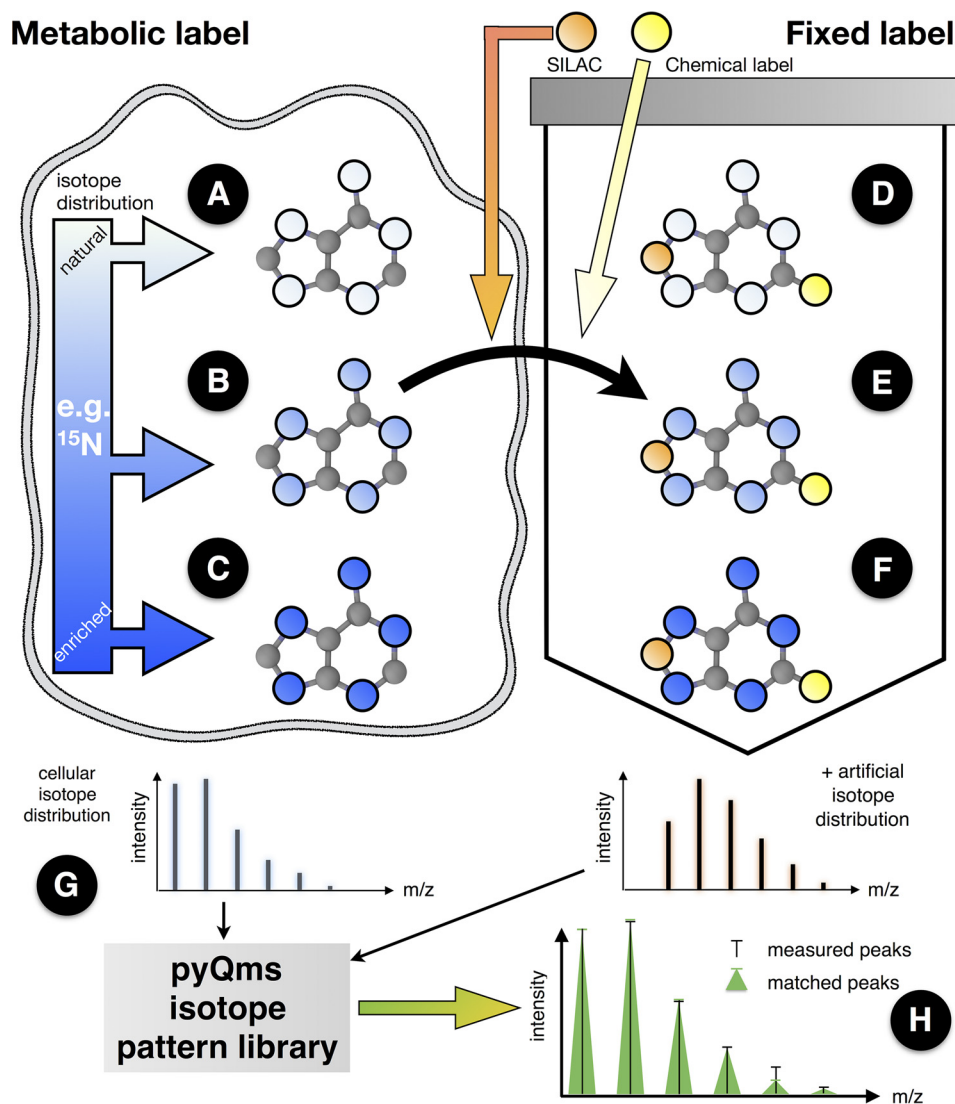 Metabolic label
Fixed label
SILAC
Chemical label
isotope
distribution
natural
e.g.
¹⁵N
enriched
A
B
C
D
E
F
cellular
isotope
distribution
intensity
m/z
G
+ artificial
isotope
distribution
intensity
m/z
pyQms
isotope
pattern library
intensity
measured peaks
matched peaks
H
m/z